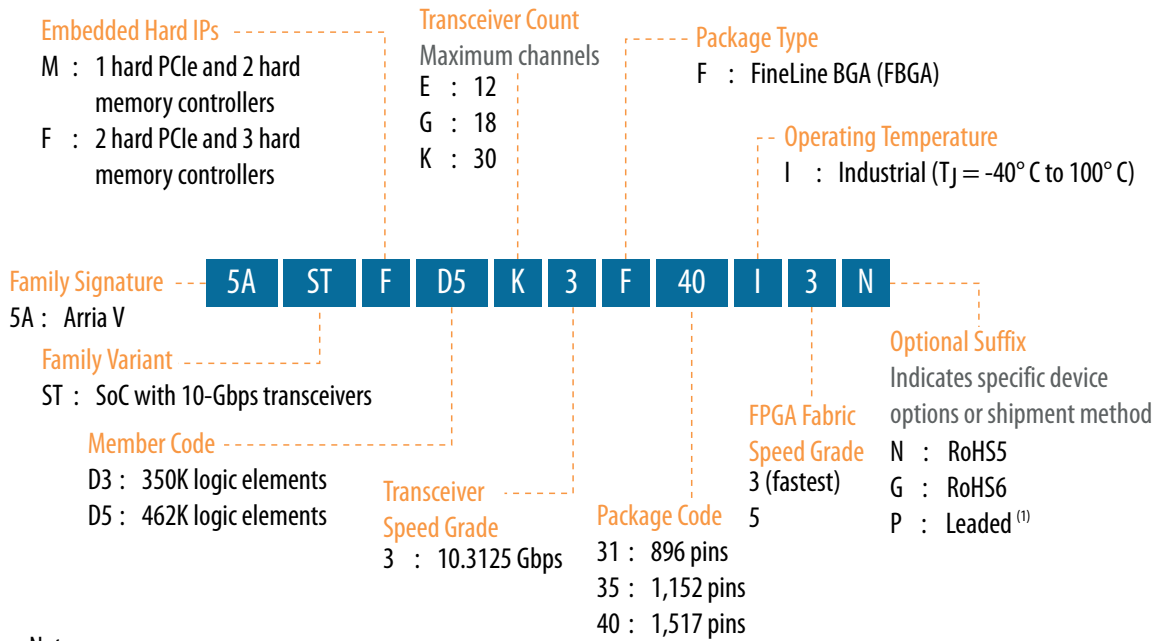 Embedded Hard IPs
M : 1 hard PCIe and 2 hard
memory controllers
F : 2 hard PCIe and 3 hard
memory controllers
Transceiver Count
Maximum channels
E : 12
G : 18
K : 30
Package Type
F : FineLine BGA (FBGA)
Operating Temperature
I : Industrial (TJ = -40° C to 100° C)
Family Signature
5A : Arria V
5A ST F D5 K 3 F 40 I 3 N
Family Variant
ST : SoC with 10-Gbps transceivers
Member Code
D3 : 350K logic elements
D5 : 462K logic elements
Transceiver
Speed Grade
3 : 10.3125 Gbps
Package Code
31 : 896 pins
35 : 1,152 pins
40 : 1,517 pins
FPGA Fabric
Speed Grade
3 (fastest)
5
Optional Suffix
Indicates specific device
options or shipment method
N : RoHS5
G : RoHS6
P : Leaded (1)